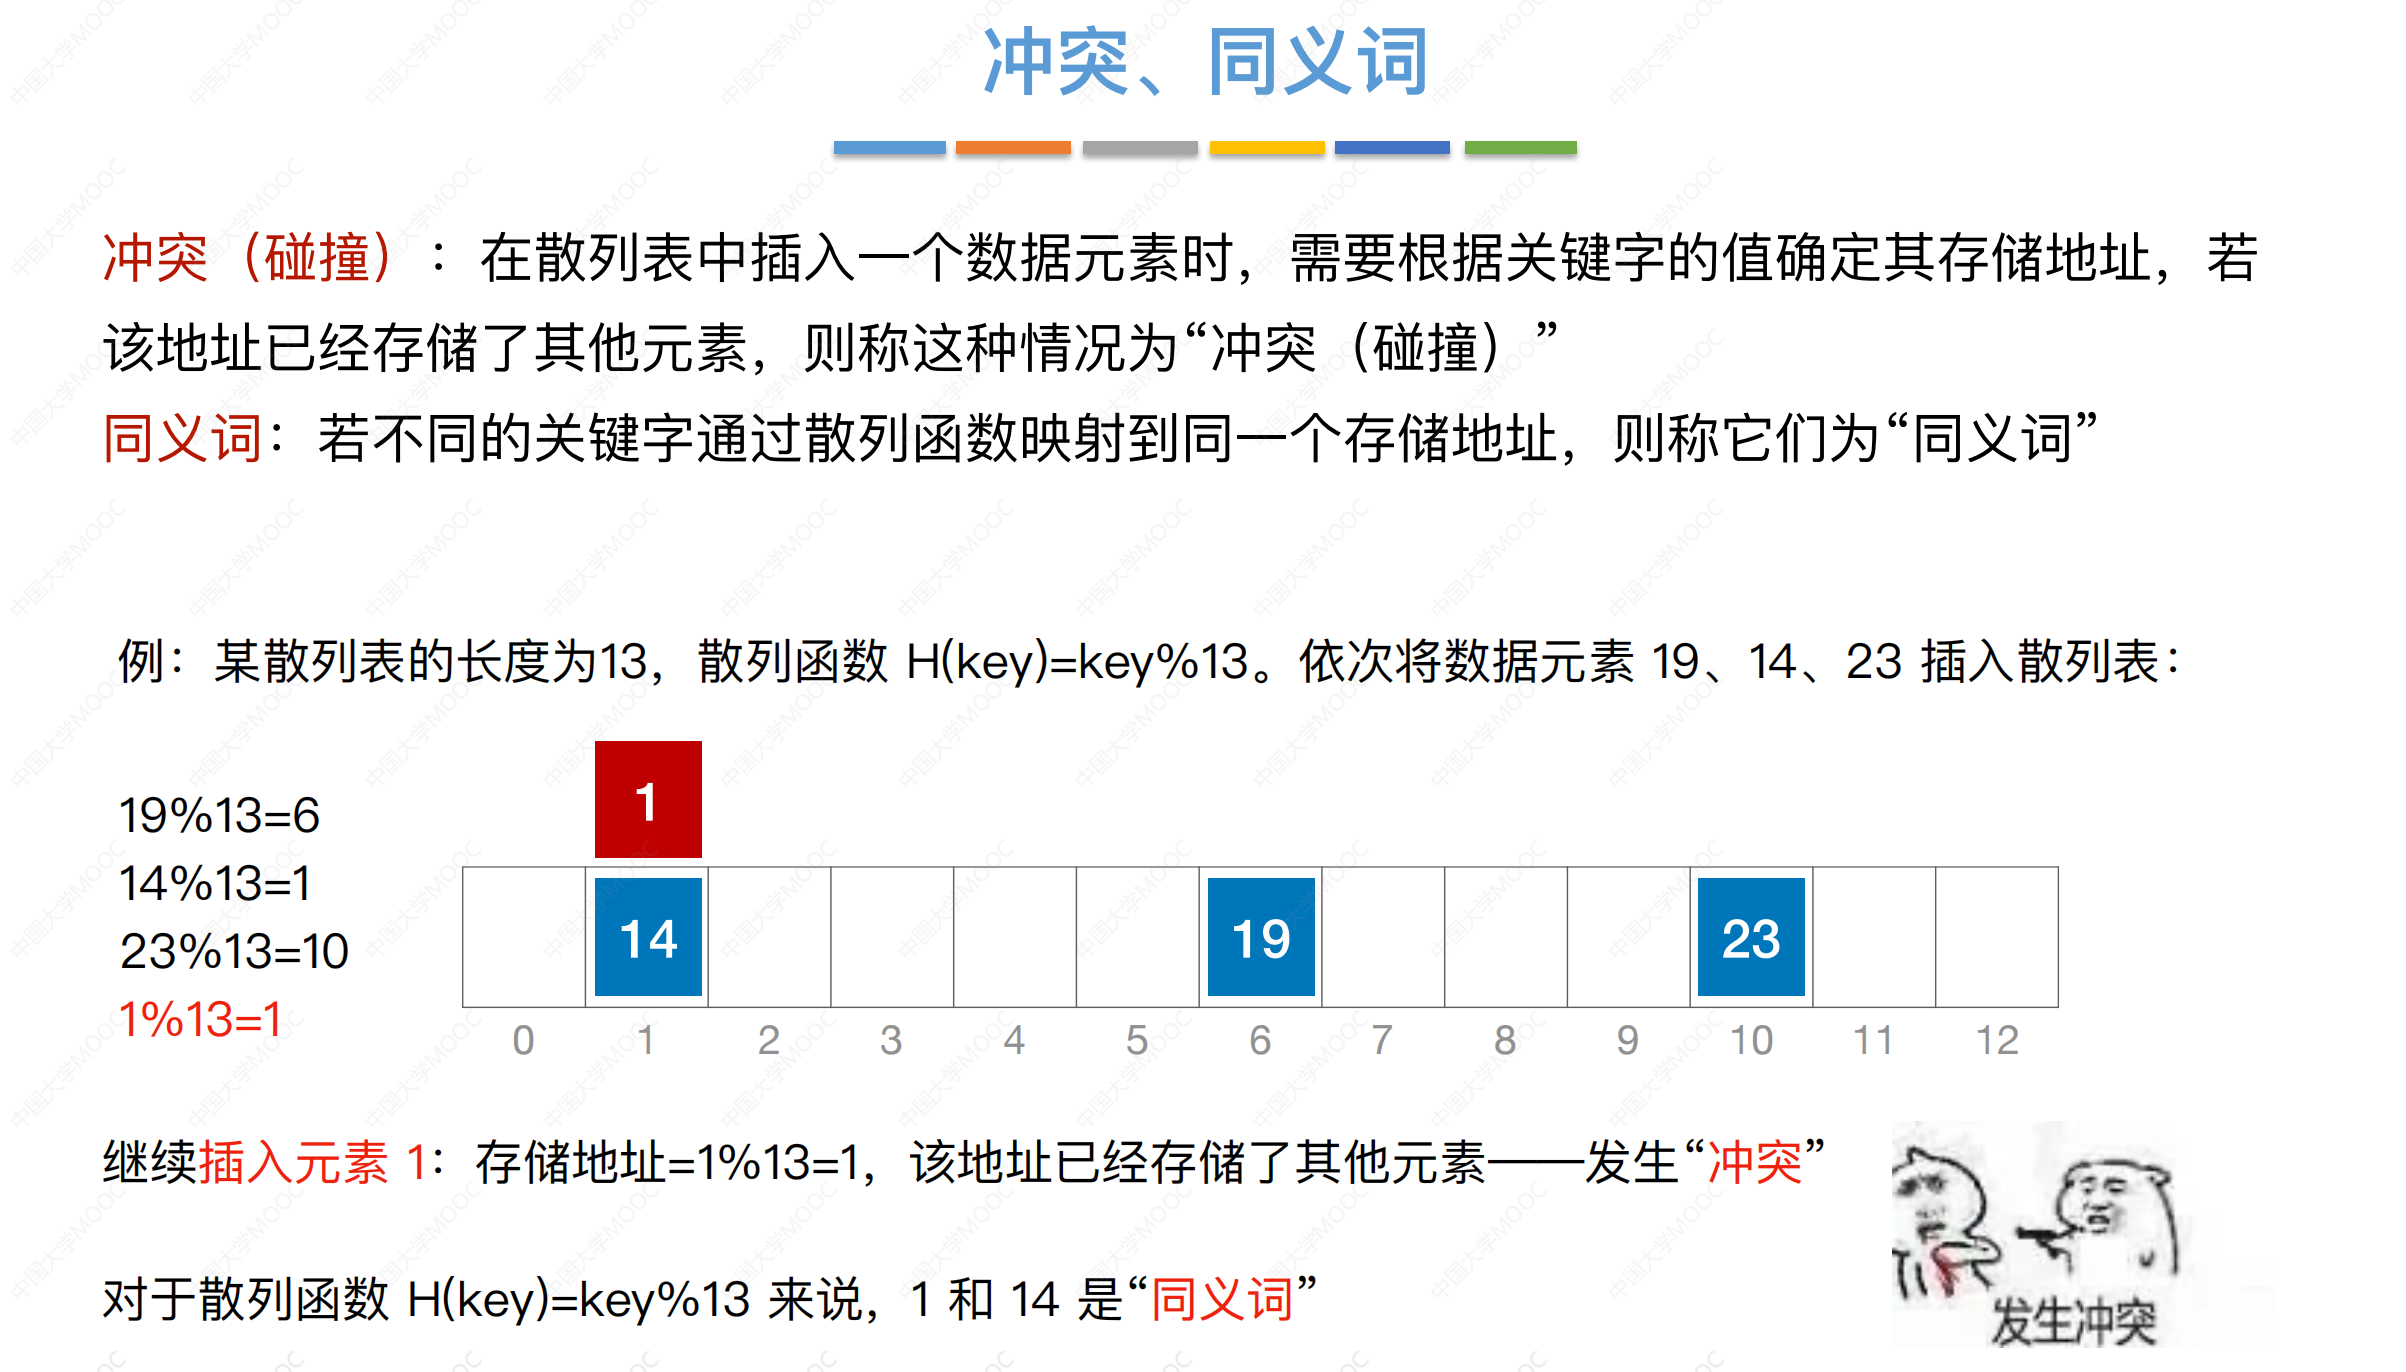 冲突、同义词
冲突（碰撞）：在散列表中插入一个数据元素时，需要根据关键字的值确定其存储地址，若
该地址已经存储了其他元素，则称这种情况为“冲突（碰撞）”
同义词：若不同的关键字通过散列函数映射到同一个存储地址，则称它们为“同义词”
例：某散列表的长度为13，散列函数 H(key)=key%13。依次将数据元素 19、14、23 插入散列表：
1
19%13=6
14%13=1
23%13=10
1%13=1
14 19 23
0 1 2 3 4 5 6 7 8 9 10 11 12
继续插入元素 1：存储地址=1%13=1，该地址已经存储了其他元素——发生“冲突”
对于散列函数 H(key)=key%13 来说，1 和 14 是“同义词”
发生冲突
中国大学MOOC